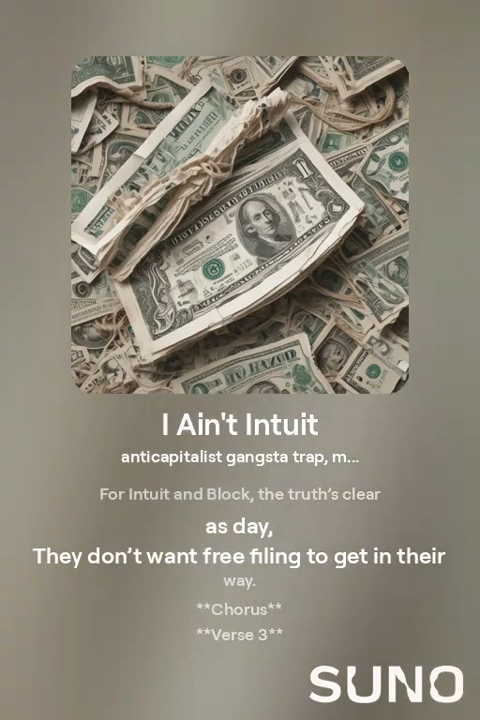 I Ain't Intuit
anticapitalist gangsta trap, m...
For Intuit and Block, the truth’s clear
as day,
They don’t want free filing to get in their
way.
**Chorus**
**Verse 3**
SUNO